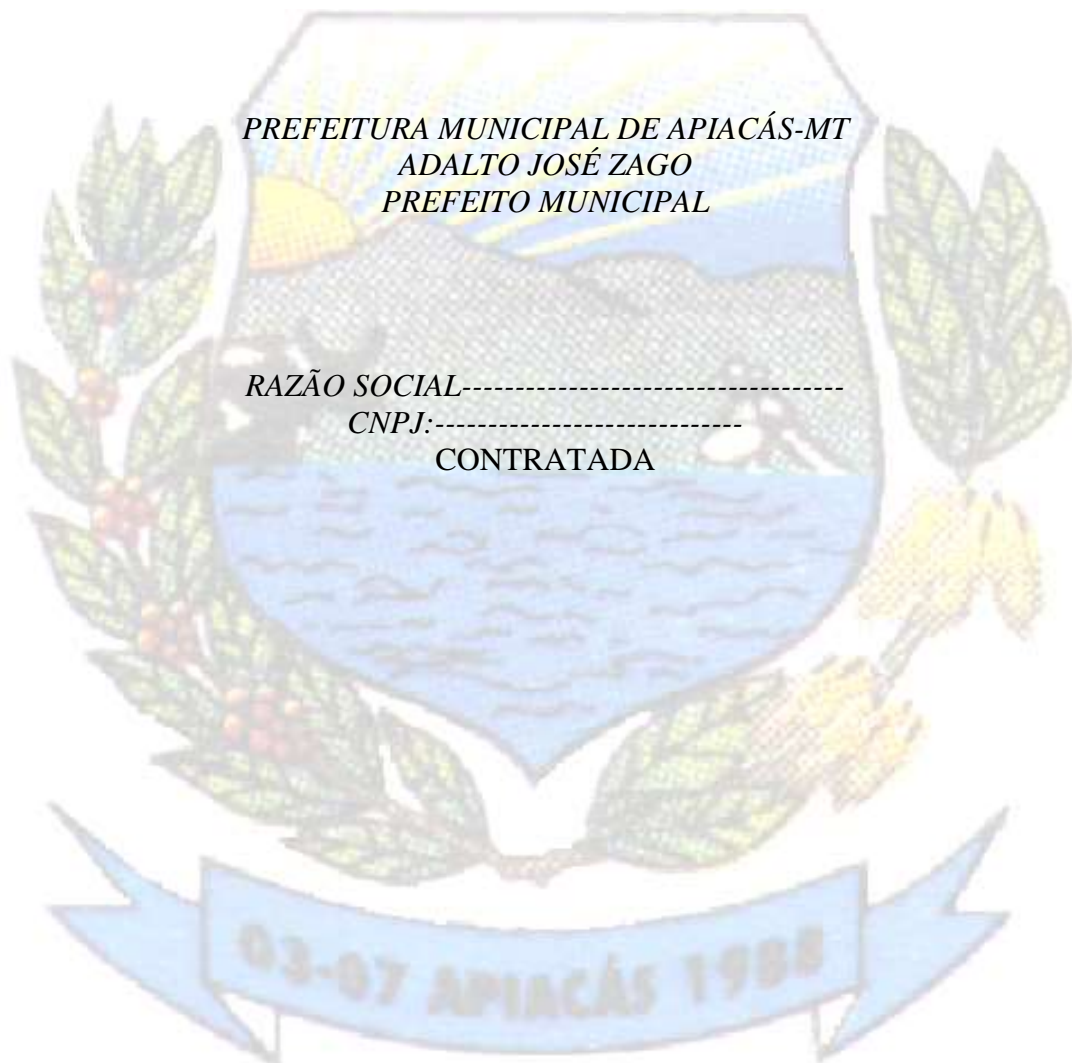 PREFEITURA MUNICIPAL DE APIACÁS-MT
ADALTO JOSÉ ZAGO
PREFEITO MUNICIPAL
RAZÃO SOCIAL------------------------------------
CNPJ:-----------------------------
CONTRATADA
03-07 APIACÁS 1988